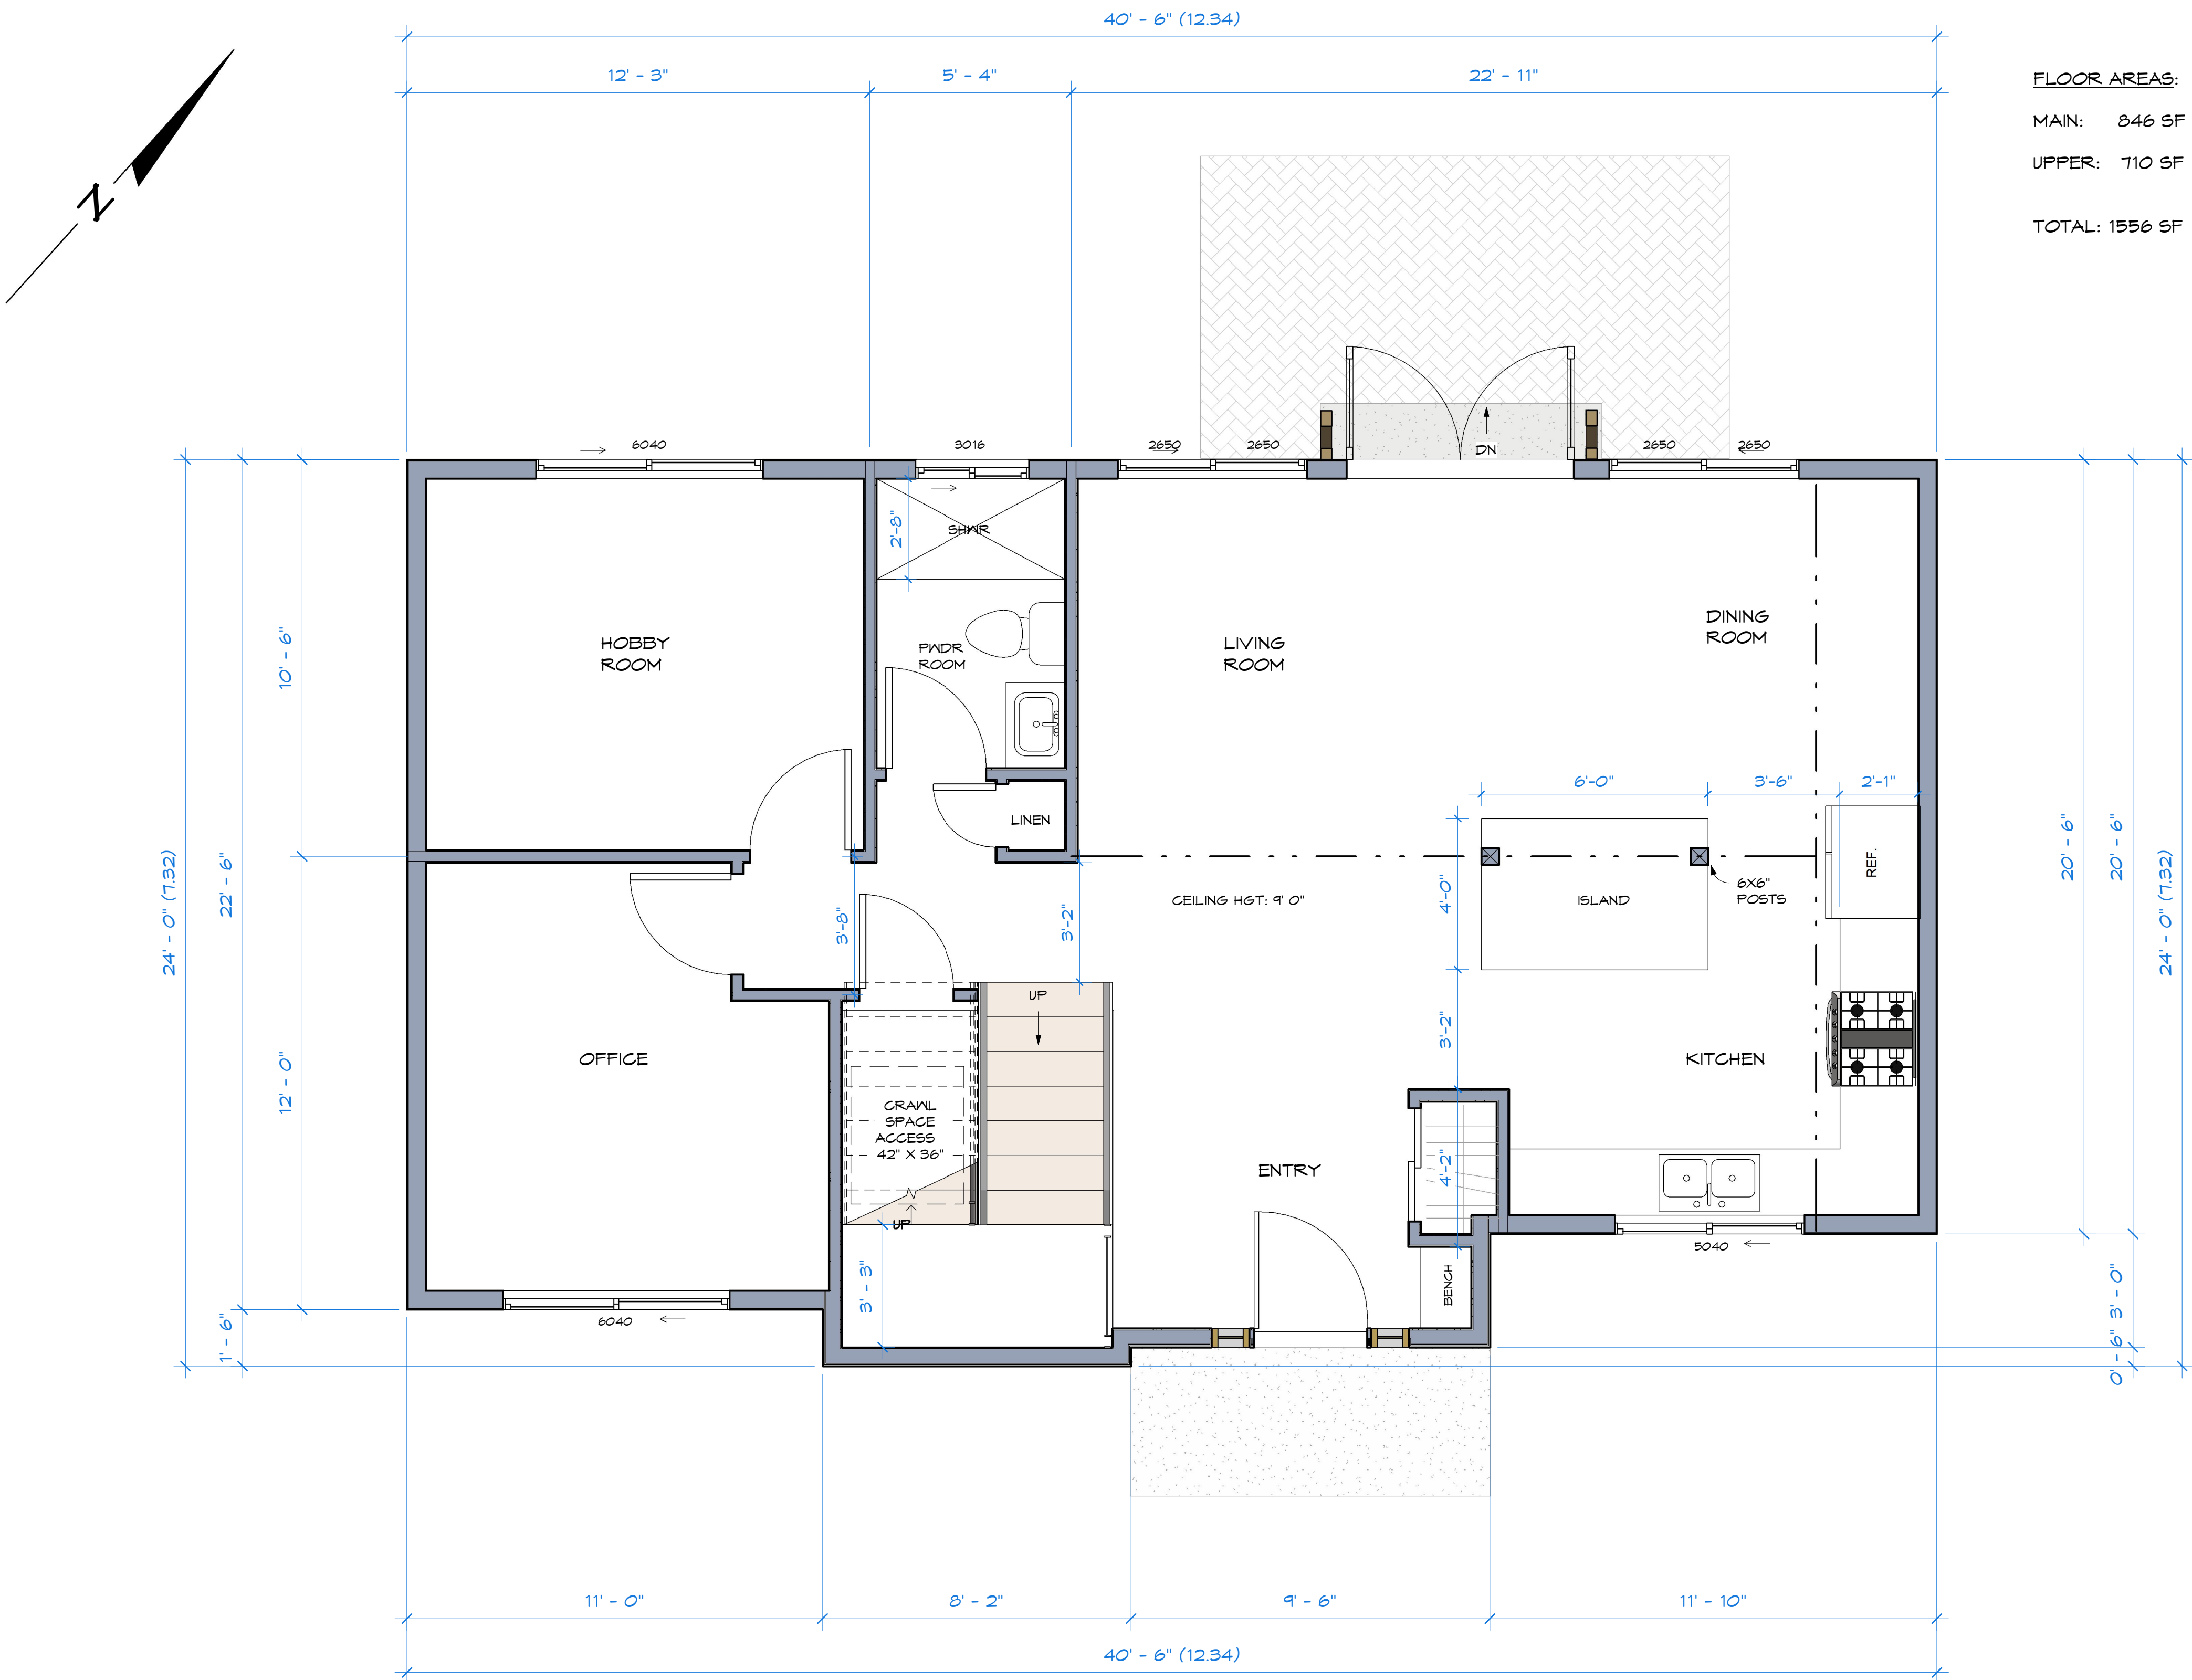 40' - 6" (12.34)
12' - 3"
5' - 4"
22' - 11"
FLOOR AREAS:
MAIN: 846 SF
UPPER: 710 SF
TOTAL: 1556 SF
N
6040
3016
2650
2650
DN
2650
2650
2'-8"
SHWR
HOBBY
ROOM
PWDR
ROOM
LIVING
ROOM
DINING
ROOM
10' - 6"
6'-0"
3'-6"
2'-1"
LINEN
REF.
24' - 0" (7.32)
22' - 6"
20' - 6"
20' - 6"
24' - 0" (7.32)
3'-8"
3'-2"
CEILING HGT: 9' 0"
4'-0"
ISLAND
6X6"
POSTS
UP
3'-2"
OFFICE
KITCHEN
12' - 0"
CRAWL
SPACE
ACCESS
42" X 36"
ENTRY
4'-2"
UP
5040
3' - 3"
BENCH
6040
1' - 6"
3' - 0"
0' - 6"
11' - 0"
8' - 2"
9' - 6"
11' - 10"
40' - 6" (12.34)